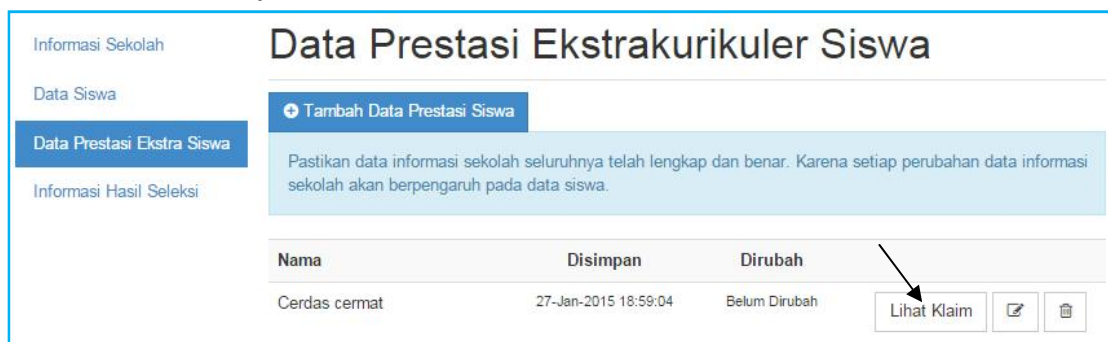 Informasi Sekolah
Data Siswa
Data Prestasi Ekstra Siswa
Informasi Hasil Seleksi
Data Prestasi Ekstrakurikuler Siswa
Tambah Data Prestasi Siswa
Pastikan data informasi sekolah seluruhnya telah lengkap dan benar. Karena setiap perubahan data informasi
sekolah akan berpengaruh pada data siswa.
Nama Disimpan Dirubah
Cerdas cermat 27-Jan-2015 18:59:04 Belum Dirubah Lihat Klaim